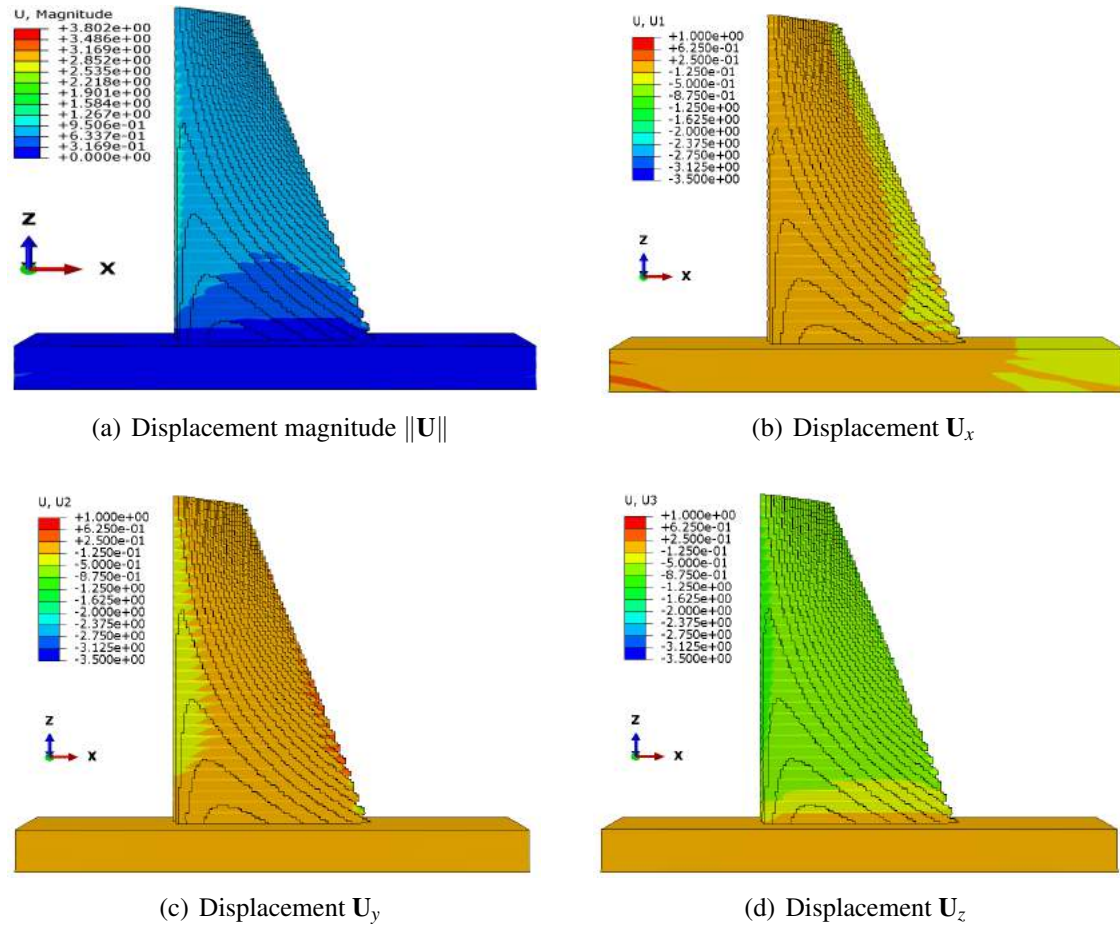 U, Magnitude
+3.802e+00
+3.486e+00
+3.169e+00
+2.852e+00
+2.535e+00
+2.218e+00
+1.901e+00
+1.584e+00
+1.267e+00
+9.506e-01
+6.337e-01
+3.169e-01
+0.000e+00
Z
X
(a) Displacement magnitude ||U||
U, U1
+1.000e+00
+6.250e-01
+2.500e-01
-1.250e-01
-5.000e-01
-8.750e-01
-1.250e+00
-1.625e+00
-2.000e+00
-2.375e+00
-2.750e+00
-3.125e+00
-3.500e+00
Z
X
(b) Displacement Uₓ
U, U2
+1.000e+00
+6.250e-01
+2.500e-01
-1.250e-01
-5.000e-01
-8.750e-01
-1.250e+00
-1.625e+00
-2.000e+00
-2.375e+00
-2.750e+00
-3.125e+00
-3.500e+00
Z
X
(c) Displacement U_y
U, U3
+1.000e+00
+6.250e-01
+2.500e-01
-1.250e-01
-5.000e-01
-8.750e-01
-1.250e+00
-1.625e+00
-2.000e+00
-2.375e+00
-2.750e+00
-3.125e+00
-3.500e+00
Z
X
(d) Displacement U_z